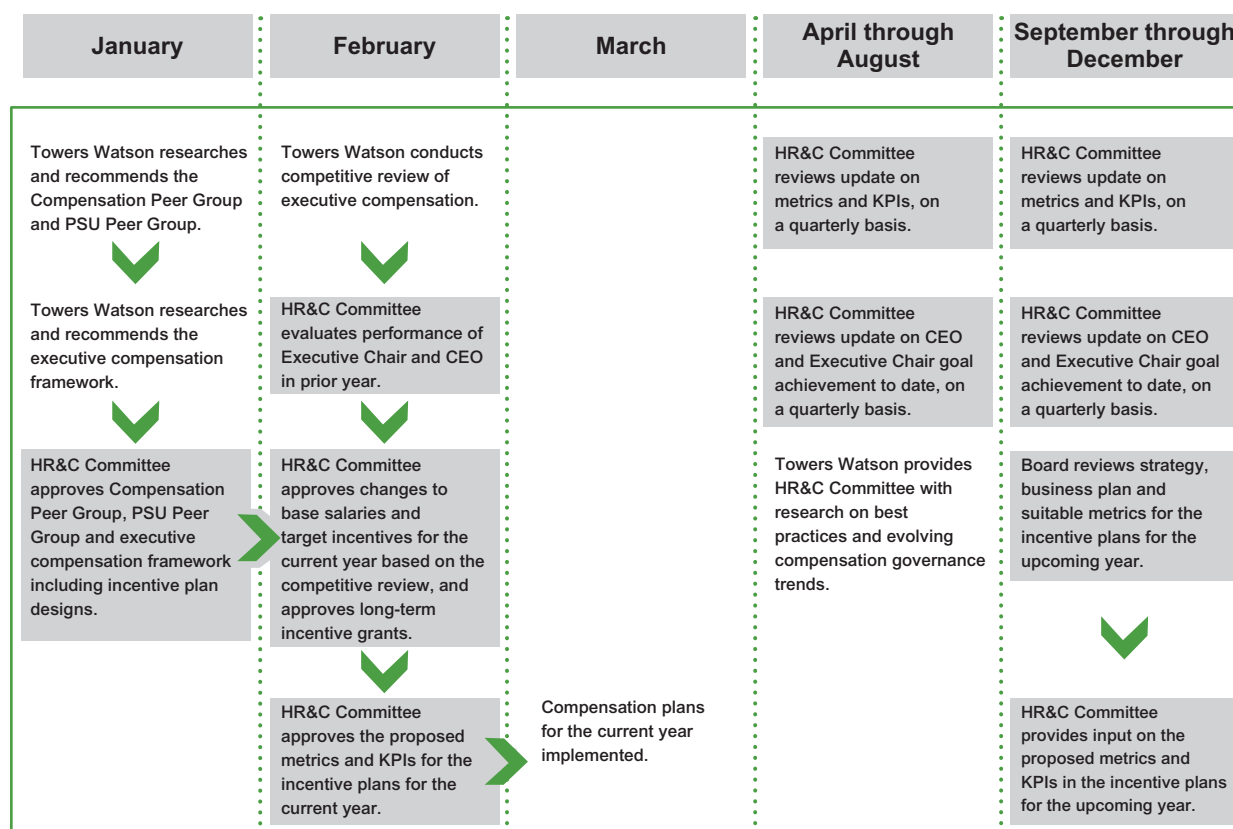 January
February
March
April through
August
September through
December
Towers Watson researches
and recommends the
Compensation Peer Group
and PSU Peer Group.
Towers Watson researches
and recommends the
executive compensation
framework.
HR&C Committee
approves Compensation
Peer Group, PSU Peer
Group and executive
compensation framework
including incentive plan
designs.
Towers Watson conducts
competitive review of
executive compensation.
HR&C Committee
evaluates performance of
Executive Chair and CEO
in prior year.
HR&C Committee
approves changes to
base salaries and
target incentives for the
current year based on the
competitive review, and
approves long-term
incentive grants.
HR&C Committee
approves the proposed
metrics and KPIs for the
incentive plans for the
current year.
Compensation plans
for the current year
implemented.
HR&C Committee
reviews update on
metrics and KPIs, on
a quarterly basis.
HR&C Committee
reviews update on CEO
and Executive Chair goal
achievement to date, on
a quarterly basis.
Towers Watson provides
HR&C Committee with
research on best
practices and evolving
compensation governance
trends.
HR&C Committee
reviews update on
metrics and KPIs, on
a quarterly basis.
HR&C Committee
reviews update on CEO
and Executive Chair goal
achievement to date, on
a quarterly basis.
Board reviews strategy,
business plan and
suitable metrics for the
incentive plans for the
upcoming year.
HR&C Committee
provides input on the
proposed metrics and
KPIs in the incentive plans
for the upcoming year.